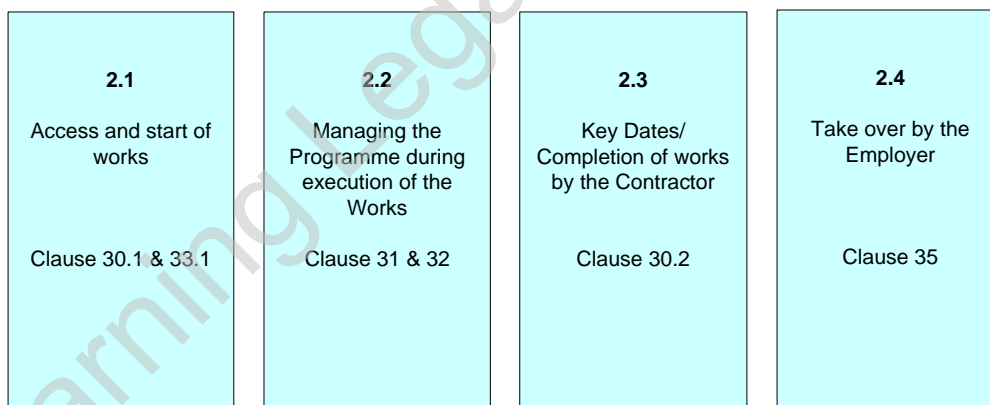 2.1
Access and start of
works
Clause 30.1 & 33.1
2.2
Managing the
Programme during
execution of the
Works
Clause 31 & 32
2.3
Key Dates/
Completion of works
by the Contractor
Clause 30.2
2.4
Take over by the
Employer
Clause 35
arning Lega